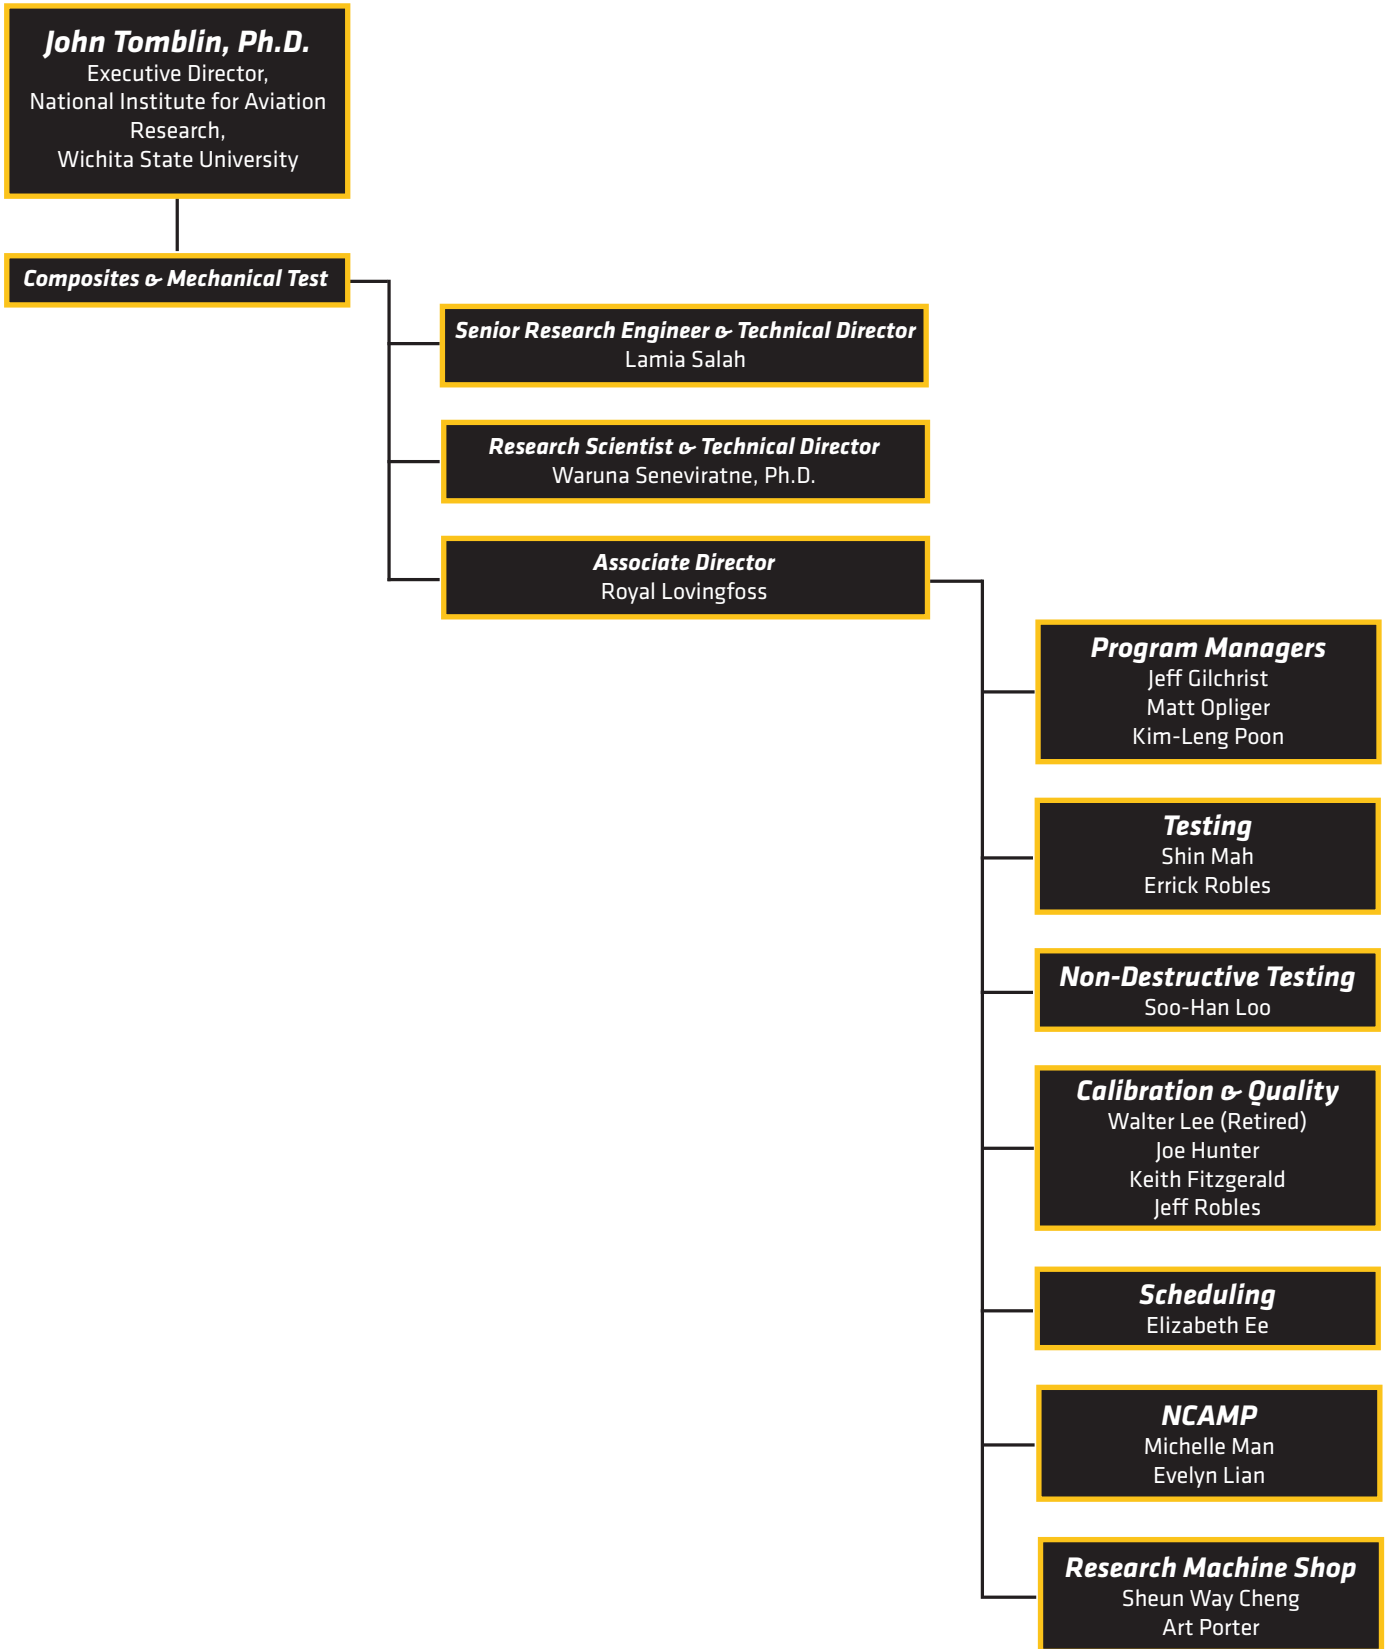 John Tomblin, Ph.D.
Executive Director,
National Institute for Aviation
Research,
Wichita State University
Composites & Mechanical Test
Senior Research Engineer & Technical Director
Lamia Salah
Research Scientist & Technical Director
Waruna Seneviratne, Ph.D.
Associate Director
Royal Lovingfoss
Program Managers
Jeff Gilchrist
Matt Opliger
Kim-Leng Poon
Testing
Shin Mah
Errick Robles
Non-Destructive Testing
Soo-Han Loo
Calibration & Quality
Walter Lee (Retired)
Joe Hunter
Keith Fitzgerald
Jeff Robles
Scheduling
Elizabeth Ee
NCAMP
Michelle Man
Evelyn Lian
Research Machine Shop
Sheun Way Cheng
Art Porter